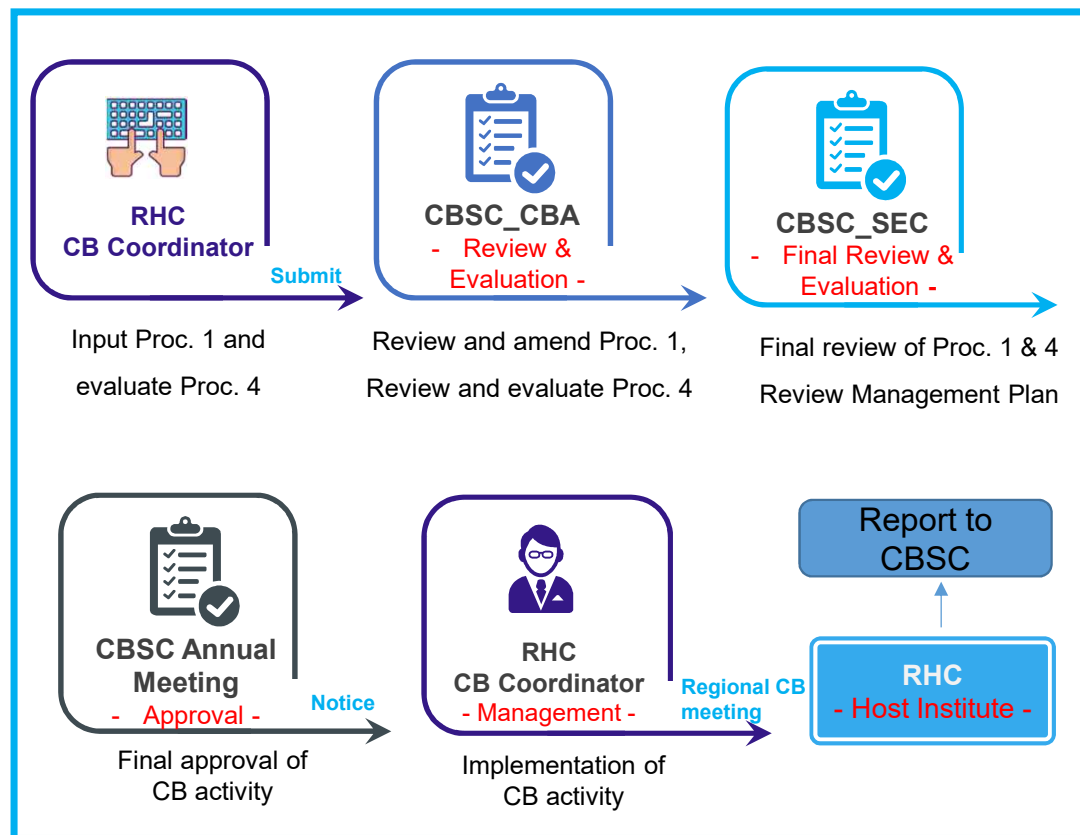 RHC
CB Coordinator
Submit
Input Proc. 1 and
evaluate Proc. 4
CBSC_CBA
- Review &
Evaluation -
Review and amend Proc. 1,
Review and evaluate Proc. 4
CBSC_SEC
- Final Review &
Evaluation -
Final review of Proc. 1 & 4
Review Management Plan
CBSC Annual
Meeting
- Approval -
Notice
Final approval of
CB activity
RHC
CB Coordinator
- Management -
Regional CB
meeting
Implementation of
CB activity
Report to
CBSC
RHC
- Host Institute -